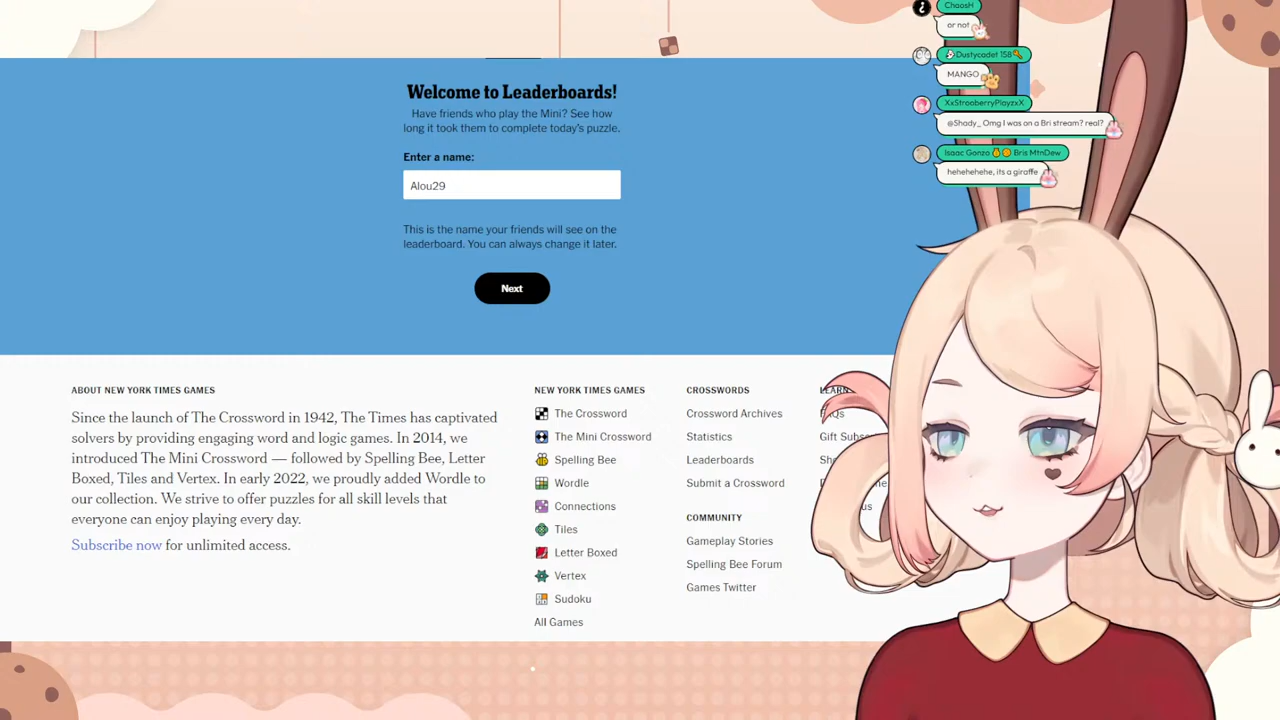 Welcome to Leaderboards!
Have friends who play the Mini? See how
long it took them to complete today's puzzle.
Enter a name:
Alou29
This is the name your friends will see on the
leaderboard. You can always change it later.
Next
ABOUT NEW YORK TIMES GAMES
Since the launch of The Crossword in 1942, The Times has captivated
solvers by providing engaging word and logic games. In 2014, we
introduced The Mini Crossword — followed by Spelling Bee, Letter
Boxed, Tiles and Vertex. In early 2022, we proudly added Wordle to
our collection. We strive to offer puzzles for all skill levels that
everyone can enjoy playing every day.
Subscribe now for unlimited access.
NEW YORK TIMES GAMES
The Crossword
The Mini Crossword
Spelling Bee
Wordle
Connections
Tiles
Letter Boxed
Vertex
Sudoku
All Games
CROSSWORDS
Crossword Archives
Statistics
Leaderboards
Submit a Crossword
COMMUNITY
Gameplay Stories
Spelling Bee Forum
Games Twitter
Gift
ChaosH
or not
Dustycadet 158
MANGO
XxStrooberryPlayzxX
@Shady_ Omg I was on a Bri stream? real?
Isaac Gonzo Bris MtnDew
hehehehehe, its a giraffe